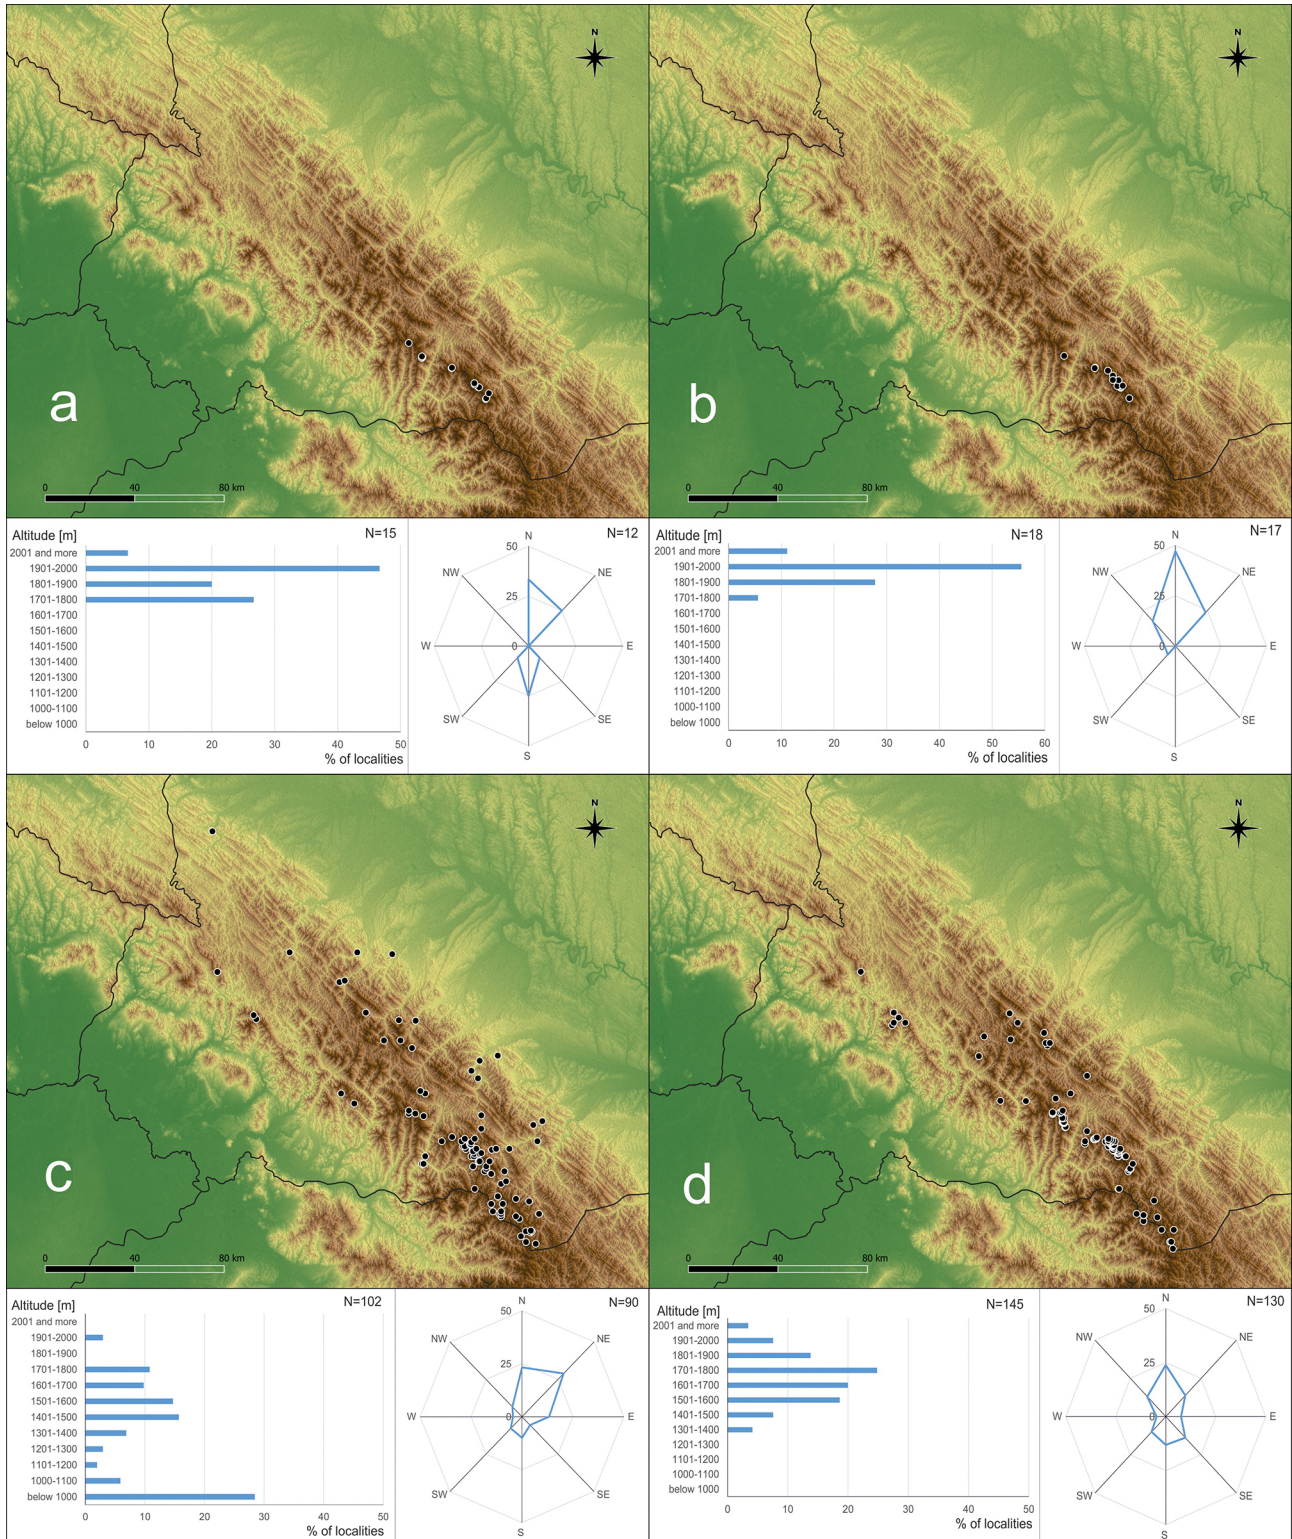 N
a
0 40 80 km
N
b
0 40 80 km
Altitude [m] N=15
2001 and more
1901-2000
1801-1900
1701-1800
1601-1700
1501-1600
1401-1500
1301-1400
1201-1300
1101-1200
1000-1100
below 1000
0 10 20 30 40 50
% of localities
N=12
N
50
NW NE
25
W 0 E
SW SE
S
Altitude [m] N=18
2001 and more
1901-2000
1801-1900
1701-1800
1601-1700
1501-1600
1401-1500
1301-1400
1201-1300
1101-1200
1000-1100
below 1000
0 10 20 30 40 50 60
% of localities
N=17
N
50
NW NE
25
W 0 E
SW SE
S
N
c
0 40 80 km
N
d
0 40 80 km
Altitude [m] N=102
2001 and more
1901-2000
1801-1900
1701-1800
1601-1700
1501-1600
1401-1500
1301-1400
1201-1300
1101-1200
1000-1100
below 1000
0 10 20 30 40 50
% of localities
N=90
N
50
NW NE
25
W 0 E
SW SE
S
Altitude [m] N=145
2001 and more
1901-2000
1801-1900
1701-1800
1601-1700
1501-1600
1401-1500
1301-1400
1201-1300
1101-1200
1000-1100
below 1000
0 10 20 30 40 50
% of localities
N=130
N
50
NW NE
25
W 0 E
SW SE
S